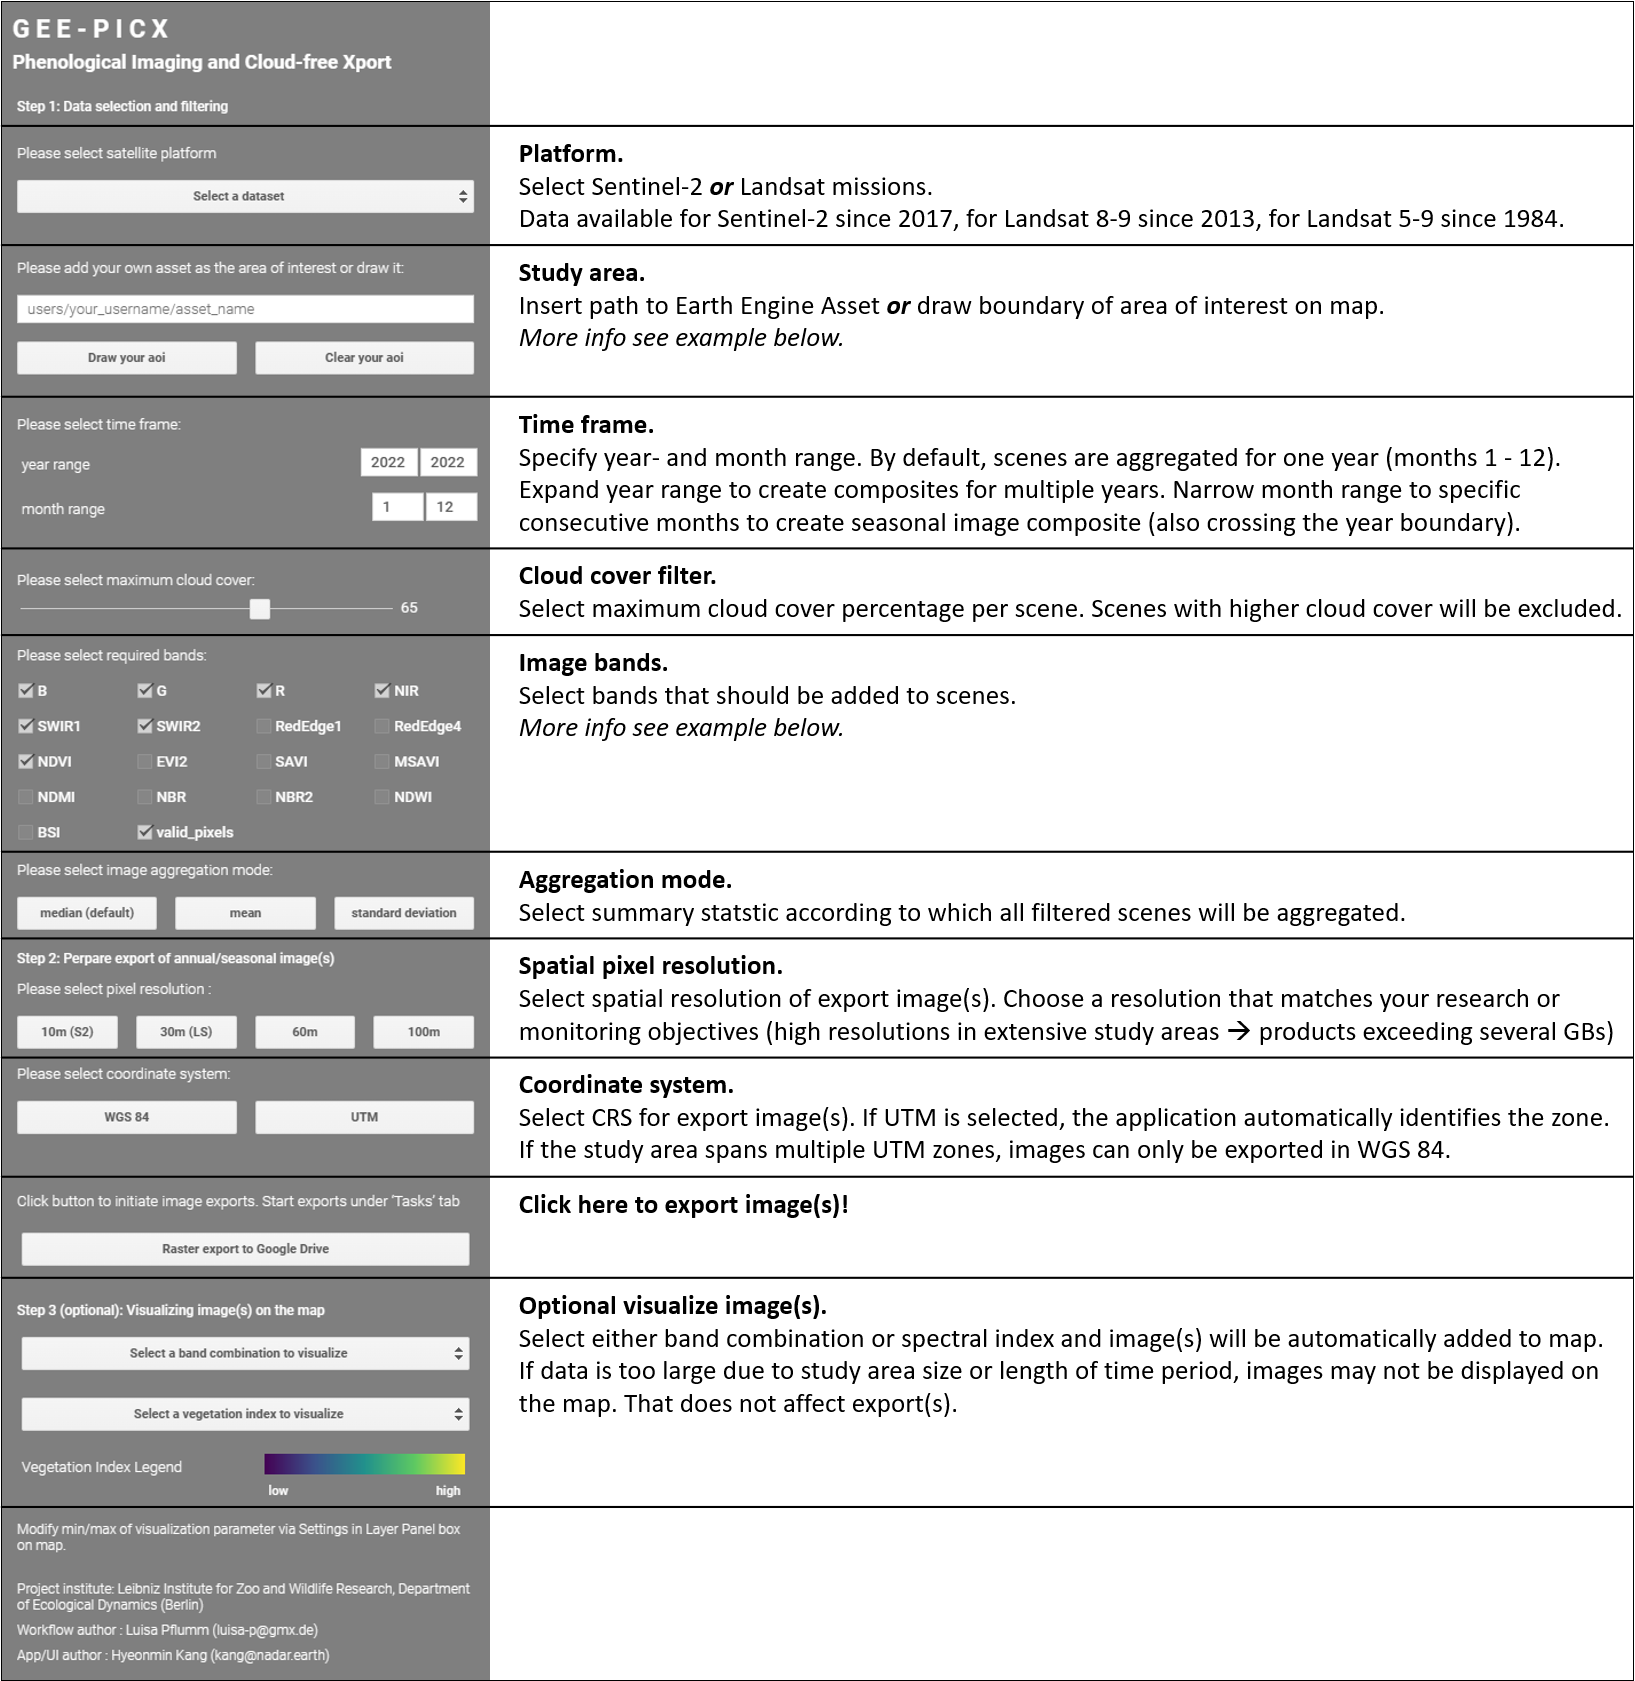 GEE-PICX
Phenological Imaging and Cloud-free Xport
Step 1: Data selection and filtering
Please select satellite platform
Select a dataset
Platform.
Select Sentinel-2 or Landsat missions.
Data available for Sentinel-2 since 2017, for Landsat 8-9 since 2013, for Landsat 5-9 since 1984.
Please add your own asset as the area of interest or draw it:
users/your_username/asset_name
Draw your aoi
Clear your aoi
Study area.
Insert path to Earth Engine Asset or draw boundary of area of interest on map.
More info see example below.
Please select time frame:
year range
2022
2022
month range
1
12
Time frame.
Specify year- and month range. By default, scenes are aggregated for one year (months 1 - 12).
Expand year range to create composites for multiple years. Narrow month range to specific
consecutive months to create seasonal image composite (also crossing the year boundary).
Please select maximum cloud cover:
65
Cloud cover filter.
Select maximum cloud cover percentage per scene. Scenes with higher cloud cover will be excluded.
Please select required bands:
B
G
R
NIR
SWIR1
SWIR2
RedEdge1
RedEdge4
NDVI
EVI2
SAVI
MSAVI
NDMI
NBR
NBR2
NDWI
BSI
valid_pixels
Image bands.
Select bands that should be added to scenes.
More info see example below.
Please select image aggregation mode:
median (default)
mean
standard deviation
Aggregation mode.
Select summary statstic according to which all filtered scenes will be aggregated.
Step 2: Perpare export of annual/seasonal image(s)
Please select pixel resolution :
10m (S2)
30m (LS)
60m
100m
Spatial pixel resolution.
Select spatial resolution of export image(s). Choose a resolution that matches your research or
monitoring objectives (high resolutions in extensive study areas → products exceeding several GBs)
Please select coordinate system:
WGS 84
UTM
Coordinate system.
Select CRS for export image(s). If UTM is selected, the application automatically identifies the zone.
If the study area spans multiple UTM zones, images can only be exported in WGS 84.
Click button to initiate image exports. Start exports under 'Tasks' tab
Raster export to Google Drive
Click here to export image(s)!
Step 3 (optional): Visualizing image(s) on the map
Select a band combination to visualize
Select a vegetation index to visualize
Vegetation Index Legend
low
high
Optional visualize image(s).
Select either band combination or spectral index and image(s) will be automatically added to map.
If data is too large due to study area size or length of time period, images may not be displayed on
the map. That does not affect export(s).
Modify min/max of visualization parameter via Settings in Layer Panel box
on map.
Project institute: Leibniz Institute for Zoo and Wildlife Research, Department
of Ecological Dynamics (Berlin)
Workflow author : Luisa Pflumm (luisa-p@gmx.de)
App/UI author : Hyeonmin Kang (kang@nadar.earth)